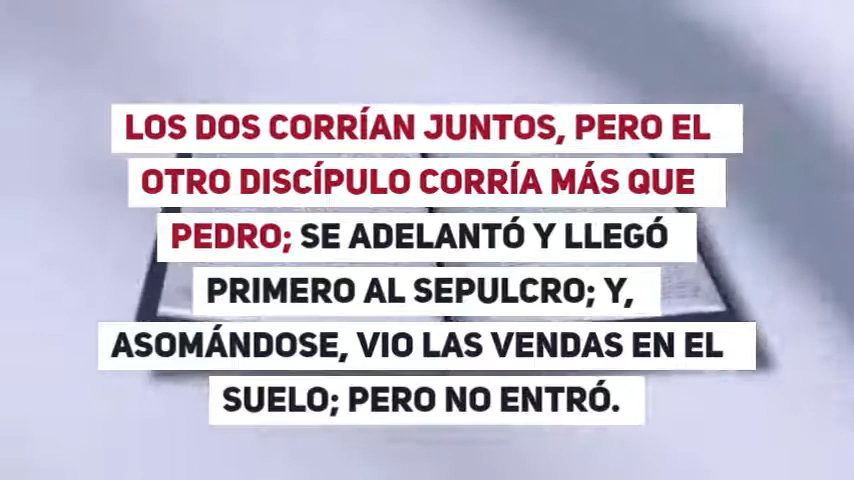 LOS DOS CORRÍAN JUNTOS, PERO EL
OTRO DISCÍPULO CORRÍA MÁS QUE
PEDRO; SE ADELANTÓ Y LLEGÓ
PRIMERO AL SEPULCRO; Y,
ASOMÁNDOSE, VIO LAS VENDAS EN EL
SUELO; PERO NO ENTRÓ.